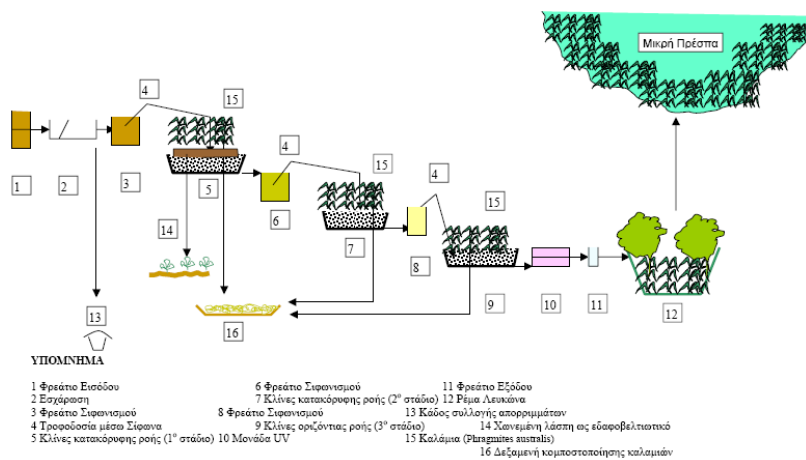 Μικρή Πρέσπα
4
15
4
15
4
15
1
2
3
5
14
6
7
8
9
10
11
12
13
16
ΥΠΟΜΝΗΜΑ
1 Φρεάτιο Εισόδου 6 Φρεάτιο Σιφωνισμού 11 Φρεάτιο Εξόδου
2 Εσχάρωση 7 Κλίνες κατακόρυφης ροής (2º στάδιο) 12 Ρέμα Λευκώνα
3 Φρεάτιο Σιφωνισμού 8 Φρεάτιο Σιφωνισμού 13 Κάδος συλλογής απορριμμάτων
4 Τροφοδοσία μέσω Σίφωνα 9 Κλίνες οριζόντιας ροής (3º στάδιο) 14 Χωνεμένη λάσπη ως εδαφοβελτιωτικό
5 Κλίνες κατακόρυφης ροής (1º στάδιο) 10 Μονάδα UV 15 Καλάμια (Phragmites australis)
16 Δεξαμενή κομποστοποίησης καλαμιών